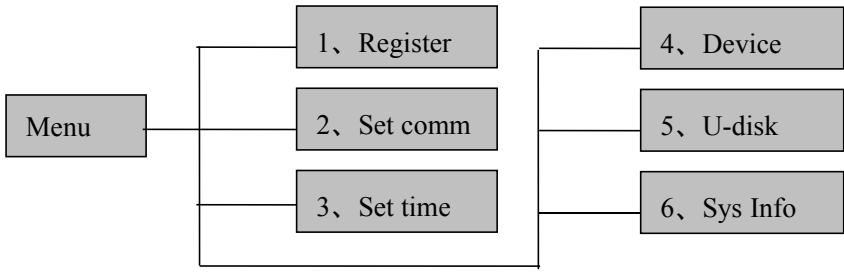 Menu
1、Register
2、Set comm
3、Set time
4、Device
5、U-disk
6、Sys Info